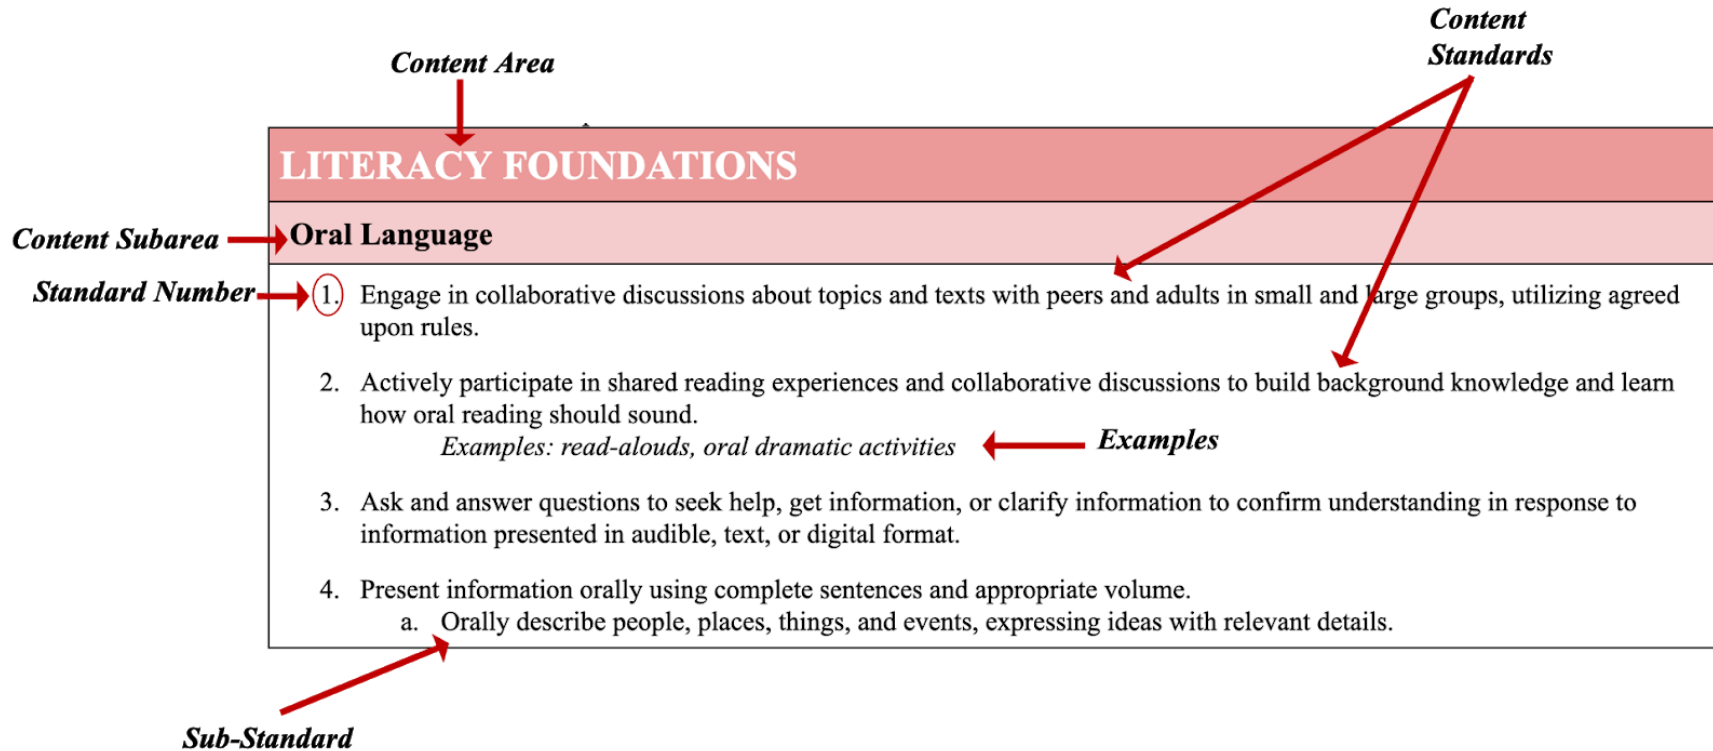 Content
Standards
Content Area
LITERACY FOUNDATIONS
Content Subarea
Oral Language
Standard Number
1. Engage in collaborative discussions about topics and texts with peers and adults in small and large groups, utilizing agreed
upon rules.
2. Actively participate in shared reading experiences and collaborative discussions to build background knowledge and learn
how oral reading should sound.
Examples: read-alouds, oral dramatic activities
Examples
3. Ask and answer questions to seek help, get information, or clarify information to confirm understanding in response to
information presented in audible, text, or digital format.
4. Present information orally using complete sentences and appropriate volume.
a. Orally describe people, places, things, and events, expressing ideas with relevant details.
Sub-Standard